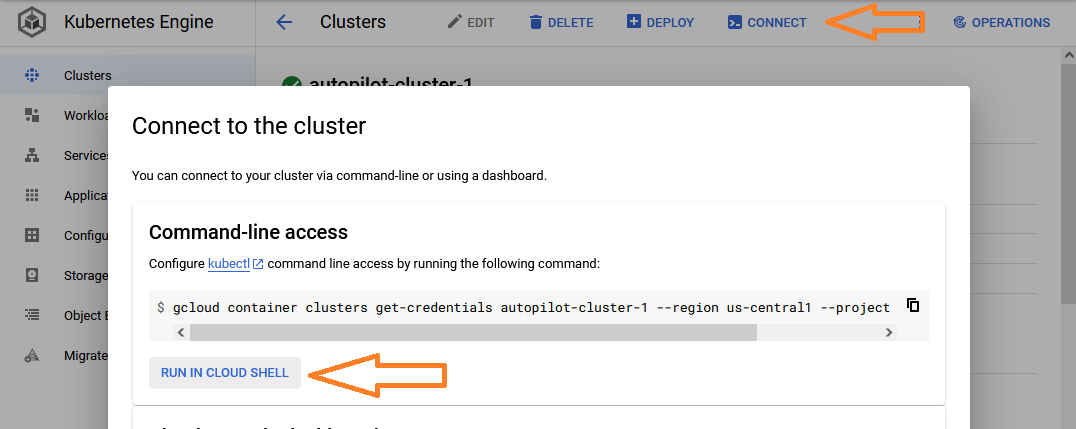 Kubernetes Engine
Clusters
EDIT
DELETE
DEPLOY
CONNECT
OPERATIONS
Clusters
autopilot-cluster-1
Workloa
Services
Applica
Configu
Storage
Object E
Migrate
Connect to the cluster
You can connect to your cluster via command-line or using a dashboard.
Command-line access
Configure kubectl command line access by running the following command:
$ gcloud container clusters get-credentials autopilot-cluster-1 --region us-central1 --project
RUN IN CLOUD SHELL